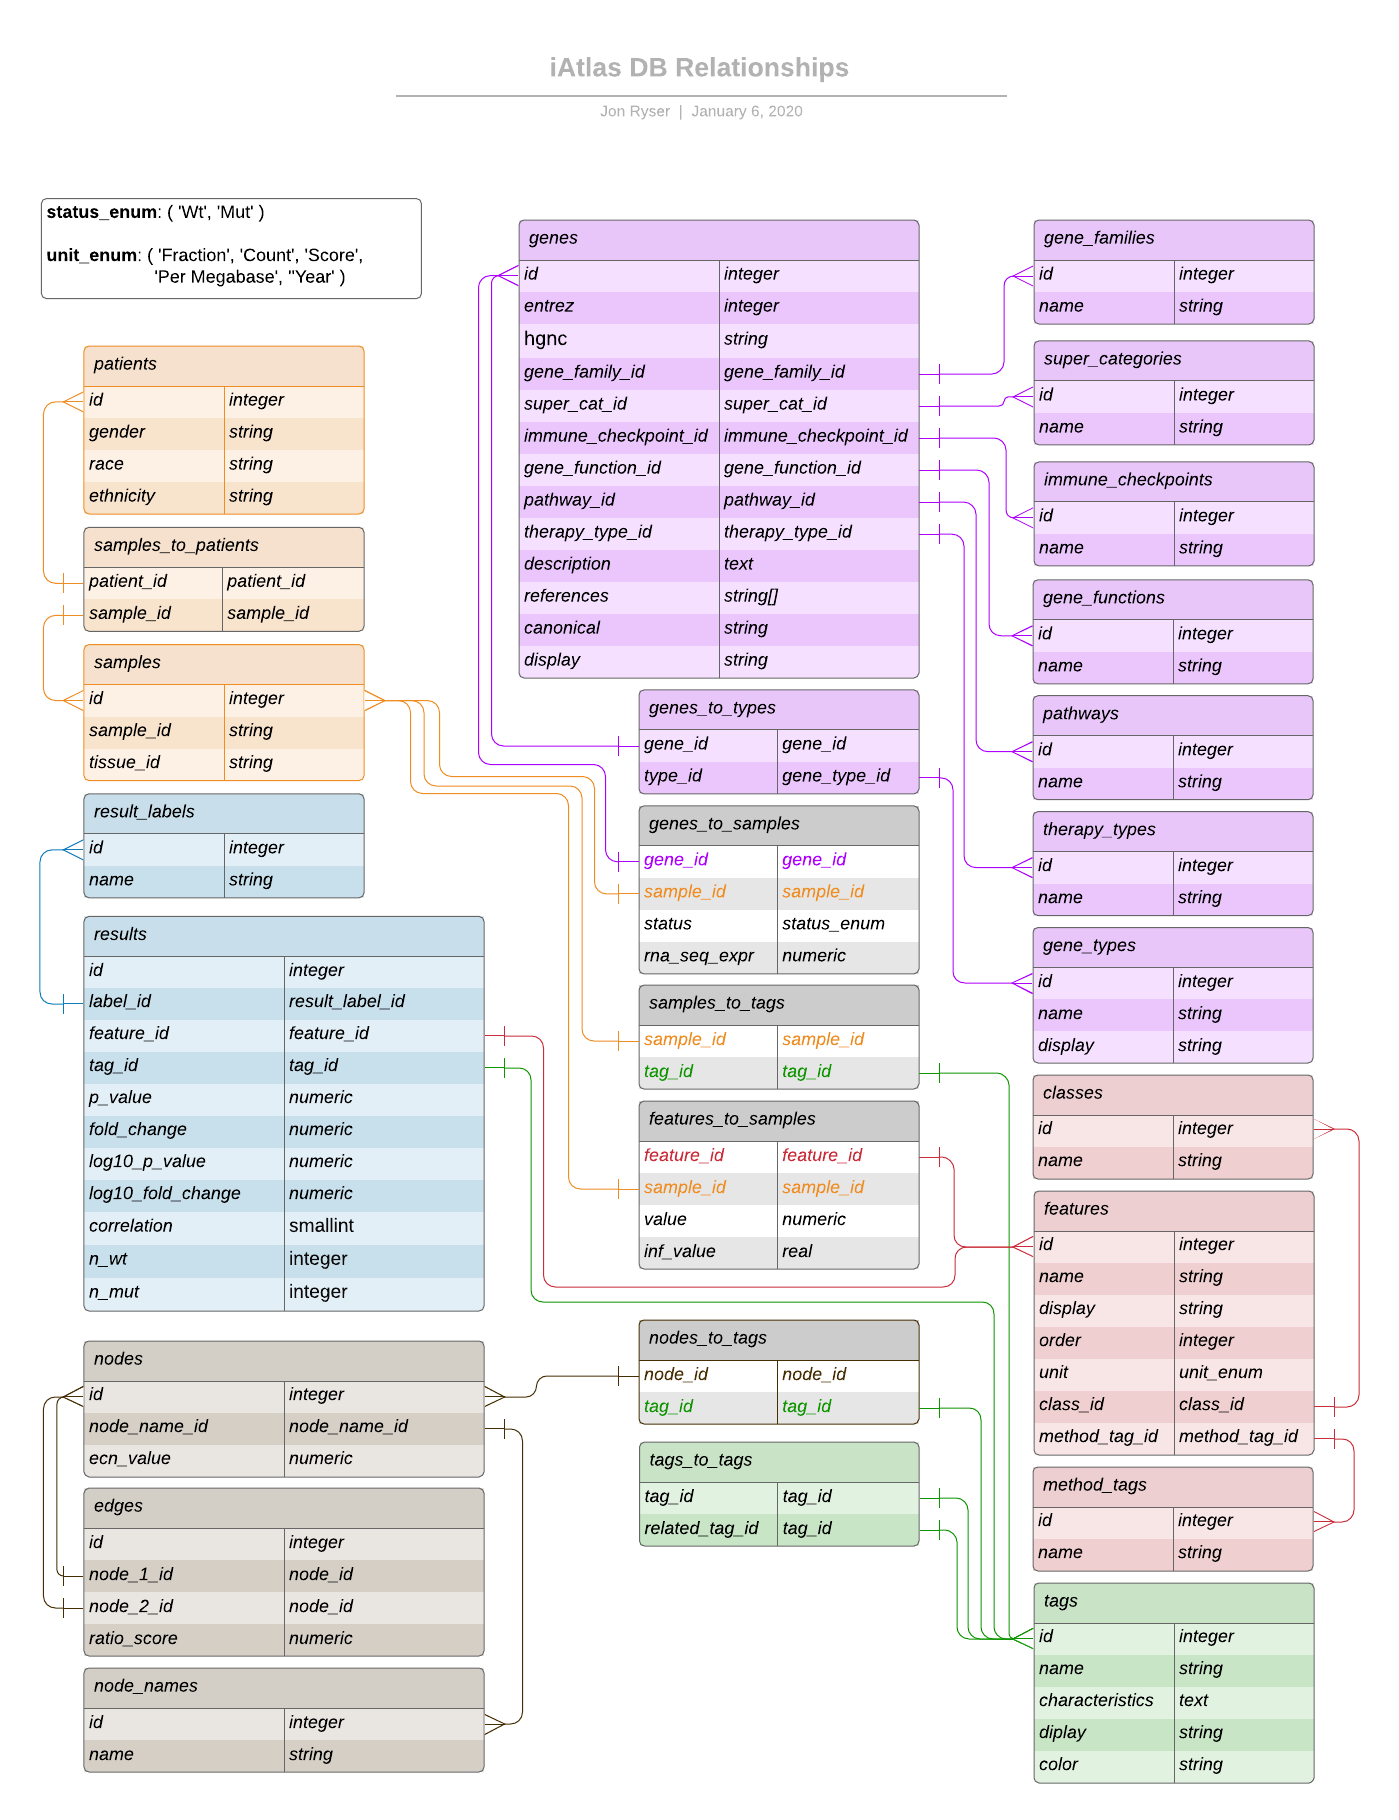 iAtlas DB Relationships
Jon Ryser | January 6, 2020
status_enum: ( 'Wt', 'Mut' )
unit_enum: ( 'Fraction', 'Count', 'Score',
'Per Megabase', "Year' )
patients
id integer
gender string
race string
ethnicity string
samples_to_patients
patient_id patient_id
sample_id sample_id
samples
id integer
sample_id string
tissue_id string
result_labels
id integer
name string
results
id integer
label_id result_label_id
feature_id feature_id
tag_id tag_id
p_value numeric
fold_change numeric
log10_p_value numeric
log10_fold_change numeric
correlation smallint
n_wt integer
n_mut integer
nodes
id integer
node_name_id node_name_id
ecn_value numeric
edges
id integer
node_1_id node_id
node_2_id node_id
ratio_score numeric
node_names
id integer
name string
genes
id integer
entrez integer
hgnc string
gene_family_id gene_family_id
super_cat_id super_cat_id
immune_checkpoint_id immune_checkpoint_id
gene_function_id gene_function_id
pathway_id pathway_id
therapy_type_id therapy_type_id
description text
references string[]
canonical string
display string
genes_to_types
gene_id gene_id
type_id gene_type_id
genes_to_samples
gene_id gene_id
sample_id sample_id
status status_enum
rna_seq_expr numeric
samples_to_tags
sample_id sample_id
tag_id tag_id
features_to_samples
feature_id feature_id
sample_id sample_id
value numeric
inf_value real
nodes_to_tags
node_id node_id
tag_id tag_id
tags_to_tags
tag_id tag_id
related_tag_id tag_id
gene_families
id integer
name string
super_categories
id integer
name string
immune_checkpoints
id integer
name string
gene_functions
id integer
name string
pathways
id integer
name string
therapy_types
id integer
name string
gene_types
id integer
name string
display string
classes
id integer
name string
features
id integer
name string
display string
order integer
unit unit_enum
class_id class_id
method_tag_id method_tag_id
method_tags
id integer
name string
tags
id integer
name string
characteristics text
diplay string
color string